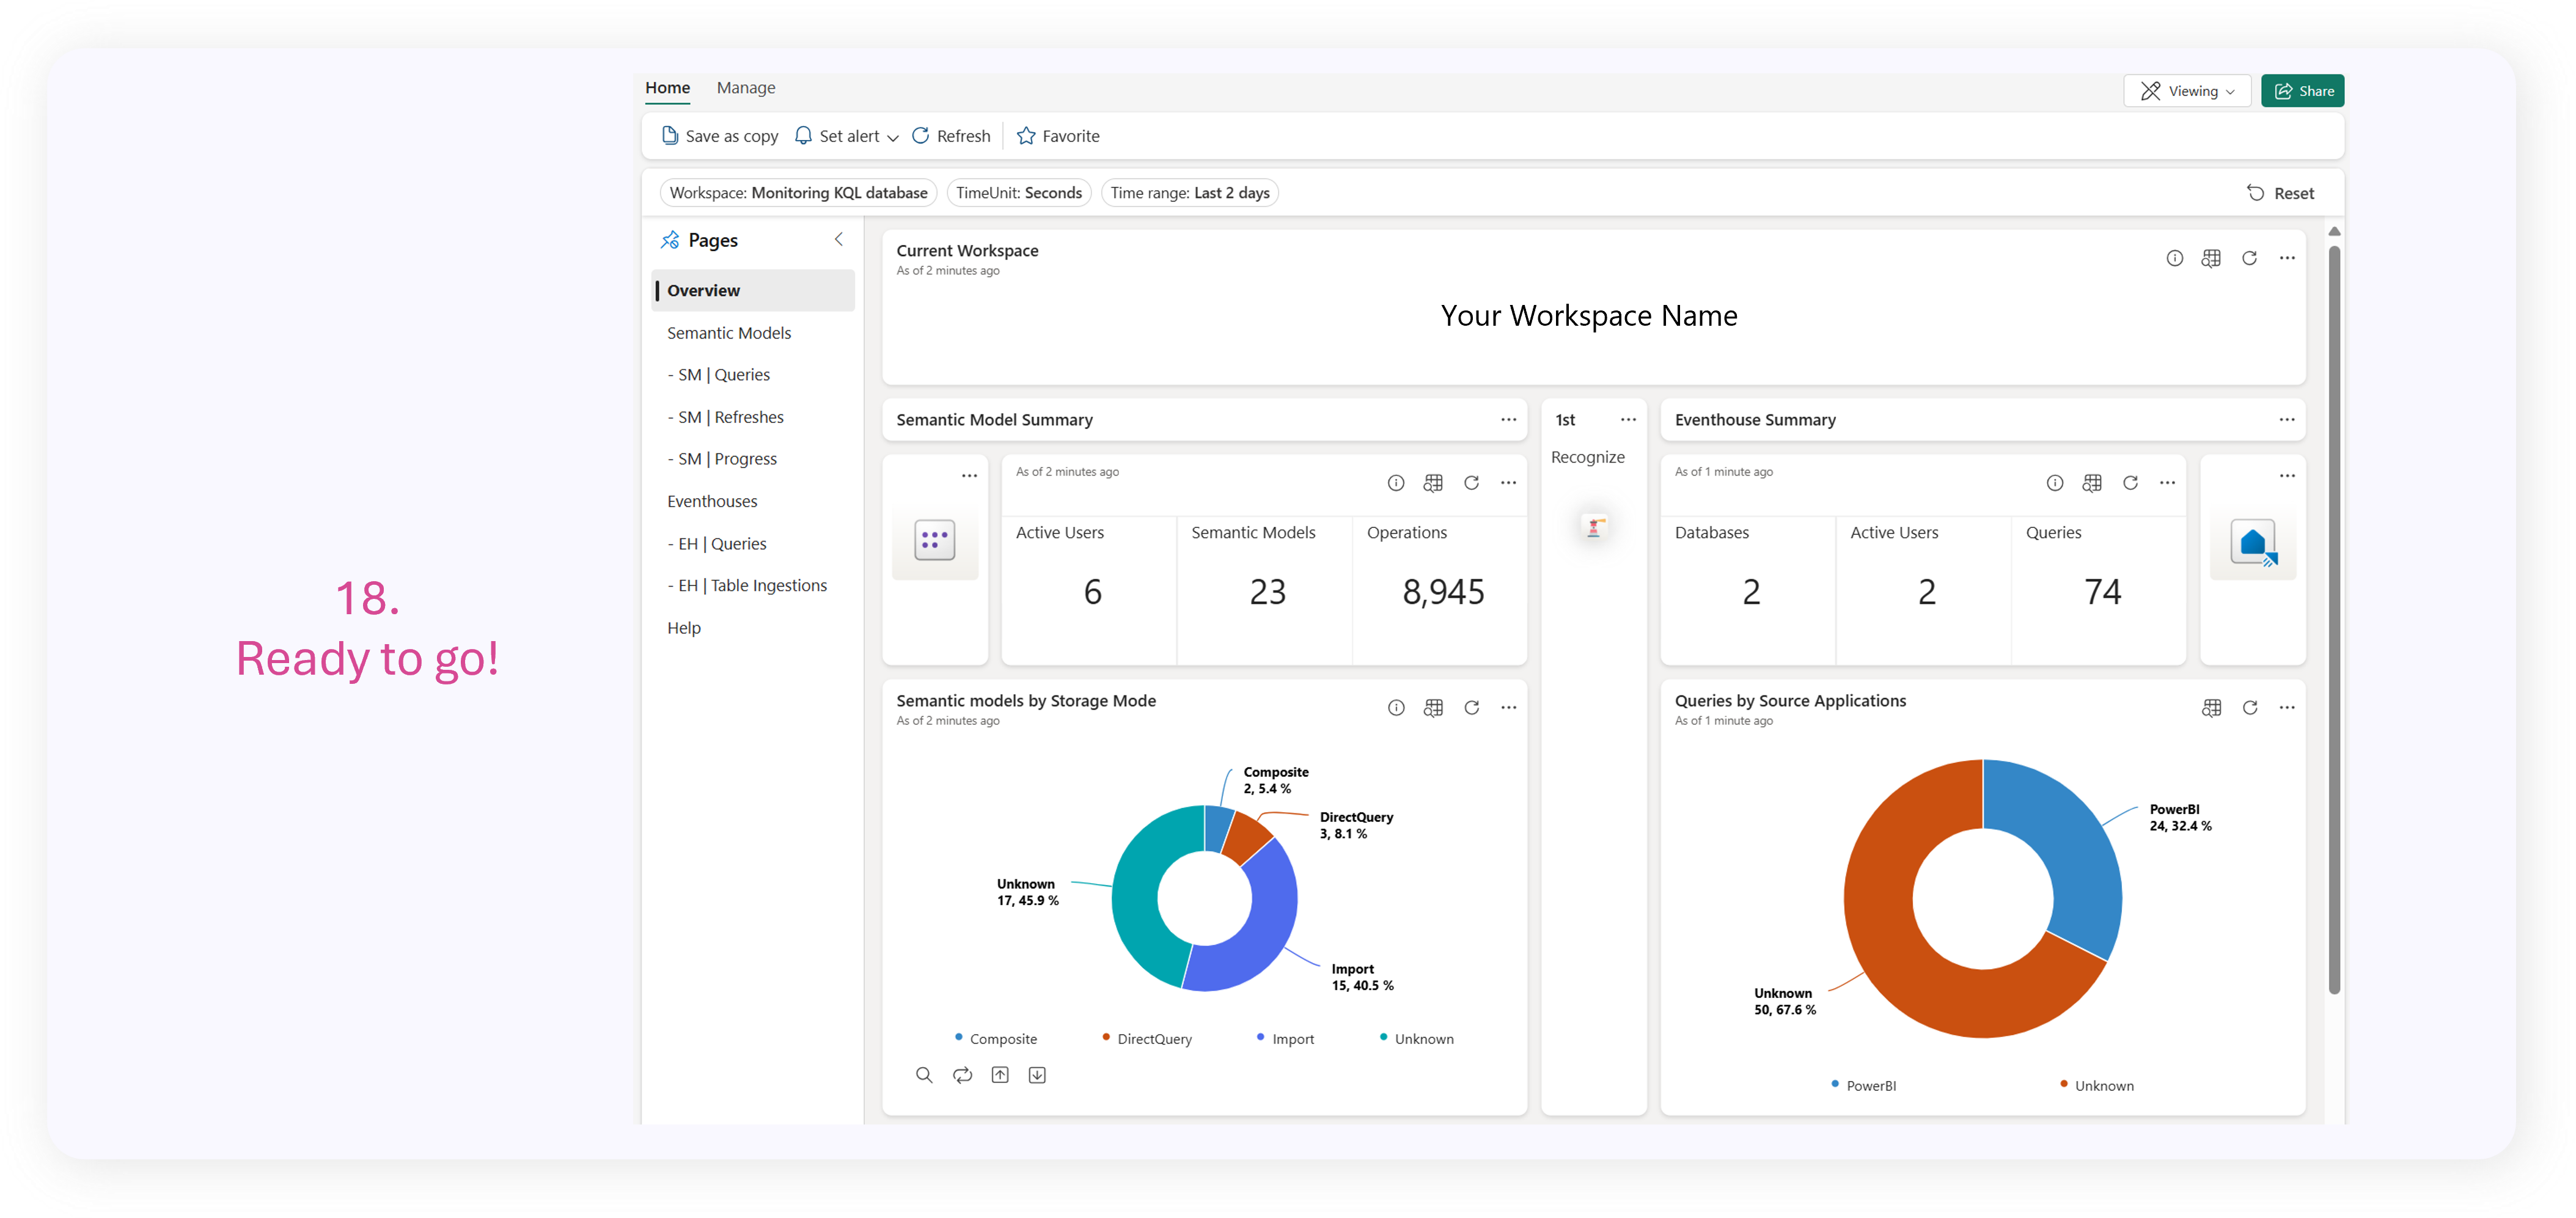 18.
Ready to go!
Home
Manage
Viewing
Share
Save as copy
Set alert
Refresh
Favorite
Workspace: Monitoring KQL database
TimeUnit: Seconds
Time range: Last 2 days
Reset
Pages
Overview
Semantic Models
- SM | Queries
- SM | Refreshes
- SM | Progress
Eventhouses
- EH | Queries
- EH | Table Ingestions
Help
Current Workspace
As of 2 minutes ago
Your Workspace Name
Semantic Model Summary
As of 2 minutes ago
Active Users
6
Semantic Models
23
Operations
8,945
1st
Recognize
Eventhouse Summary
As of 1 minute ago
Databases
2
Active Users
2
Queries
74
Semantic models by Storage Mode
As of 2 minutes ago
Composite
2, 5.4 %
DirectQuery
3, 8.1 %
Unknown
17, 45.9 %
Import
15, 40.5 %
Composite
DirectQuery
Import
Unknown
Queries by Source Applications
As of 1 minute ago
PowerBI
24, 32.4 %
Unknown
50, 67.6 %
PowerBI
Unknown